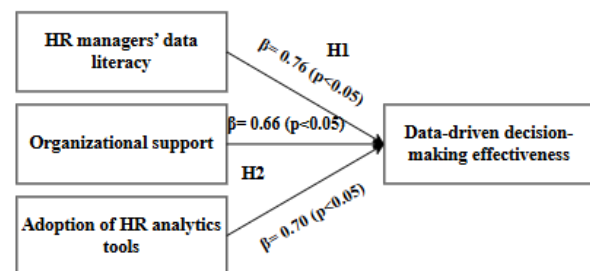 HR managers' data
literacy
H1
β= 0.76 (p<0.05)
Organizational support
β= 0.66 (p<0.05)
Data-driven decision-
making effectiveness
H2
Adoption of HR analytics
tools
β= 0.70 (p<0.05)